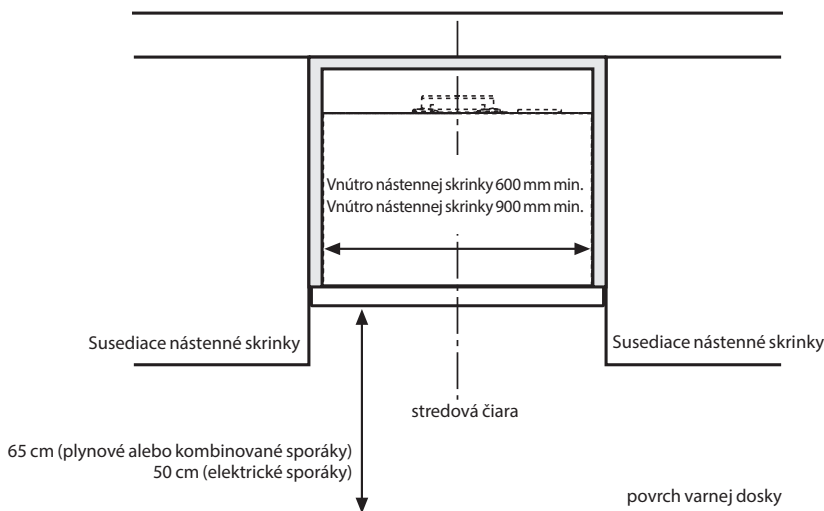 Vnútro nástennej skrinky 600 mm min.
Vnútro nástennej skrinky 900 mm min.
Susediace nástenné skrinky
Susediace nástenné skrinky
stredová čiara
65 cm (plynové alebo kombinované sporáky)
50 cm (elektrické sporáky)
povrch varnej dosky